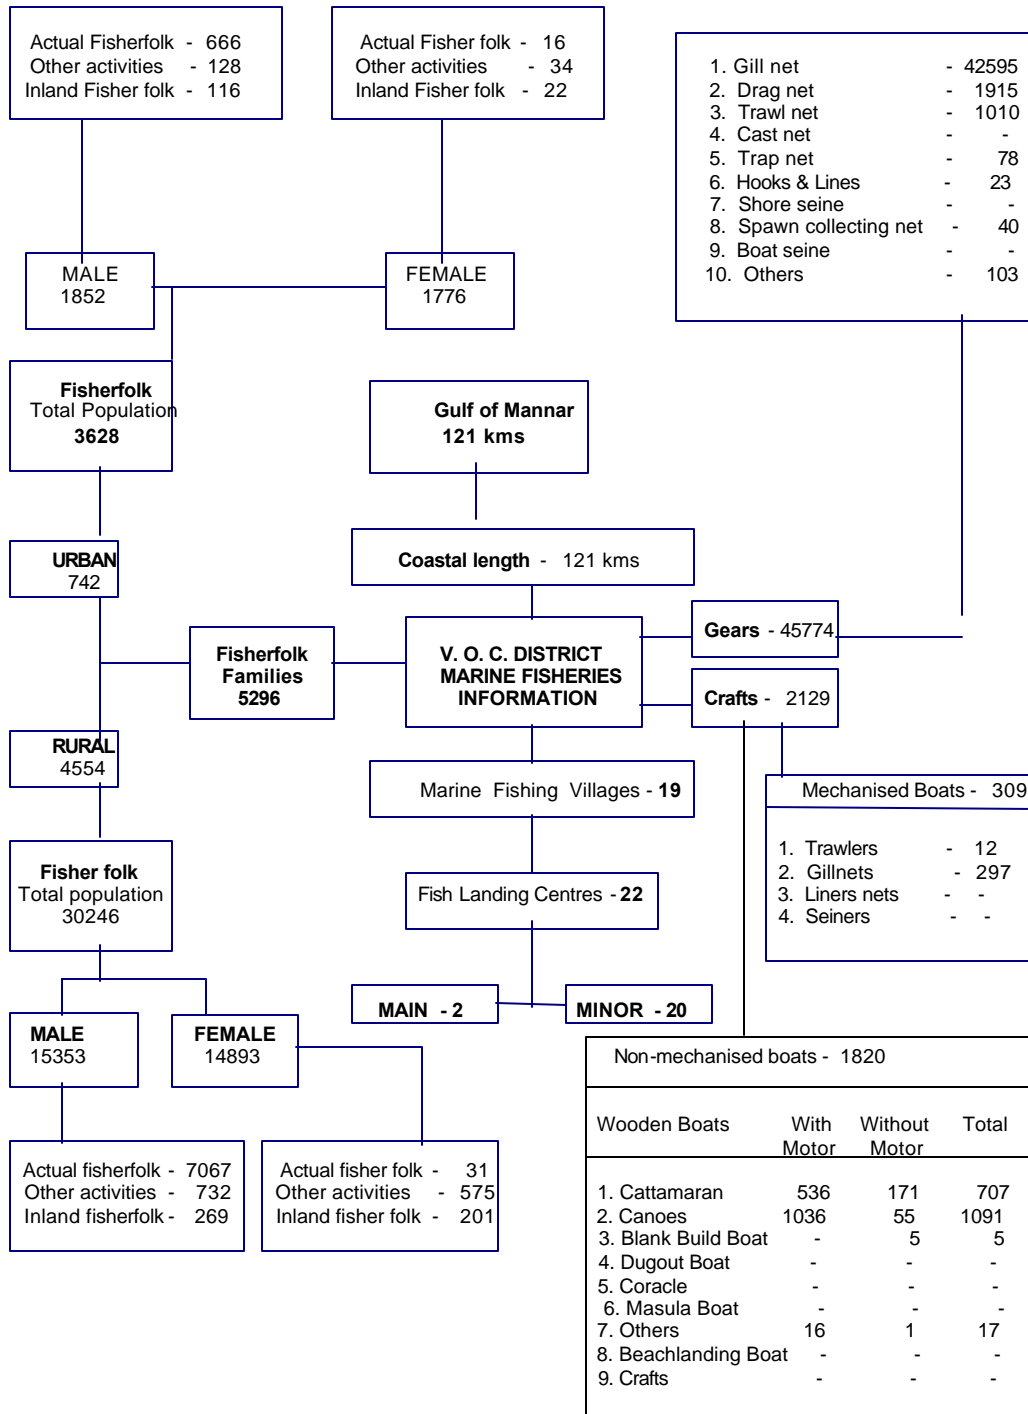 Actual Fisherfolk - 666
Other activities - 128
Inland Fisher folk - 116
Actual Fisher folk - 16
Other activities - 34
Inland Fisher folk - 22
1. Gill net - 42595
2. Drag net - 1915
3. Trawl net - 1010
4. Cast net - -
5. Trap net - 78
6. Hooks & Lines - 23
7. Shore seine - -
8. Spawn collecting net - 40
9. Boat seine - -
10. Others - 103
MALE
1852
FEMALE
1776
Fisherfolk
Total Population
3628
Gulf of Mannar
121 kms
URBAN
742
Coastal length - 121 kms
Fisherfolk
Families
5296
V. O. C. DISTRICT
MARINE FISHERIES
INFORMATION
Gears - 45774
Crafts - 2129
RURAL
4554
Marine Fishing Villages - 19
Mechanised Boats - 309
1. Trawlers - 12
2. Gillnets - 297
3. Liners nets - -
4. Seiners - -
Fisher folk
Total population
30246
Fish Landing Centres - 22
MAIN - 2
MINOR - 20
MALE
15353
FEMALE
14893
Actual fisherfolk - 7067
Other activities - 732
Inland fisherfolk - 269
Actual fisher folk - 31
Other activities - 575
Inland fisher folk - 201
Non-mechanised boats - 1820
Wooden Boats With Without Total
Motor Motor
1. Cattamaran 536 171 707
2. Canoes 1036 55 1091
3. Blank Build Boat - 5 5
4. Dugout Boat - - -
5. Coracle - - -
6. Masula Boat - - -
7. Others 16 1 17
8. Beachlanding Boat - - -
9. Crafts - - -